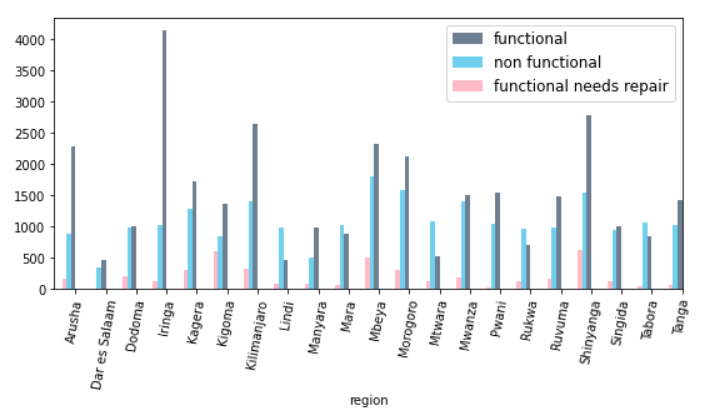 functional
non functional
functional needs repair
4000
3500
3000
2500
2000
1500
1000
500
0
Arusha
Dar es Salaam
Dodoma
Iringa
Kagera
Kigoma
Kilimanjaro
Lindi
Manyara
Mara
Mbeya
Morogoro
Mtwara
Mwanza
Pwani
Rukwa
Ruvuma
Shinyanga
Singida
Tabora
Tanga
region